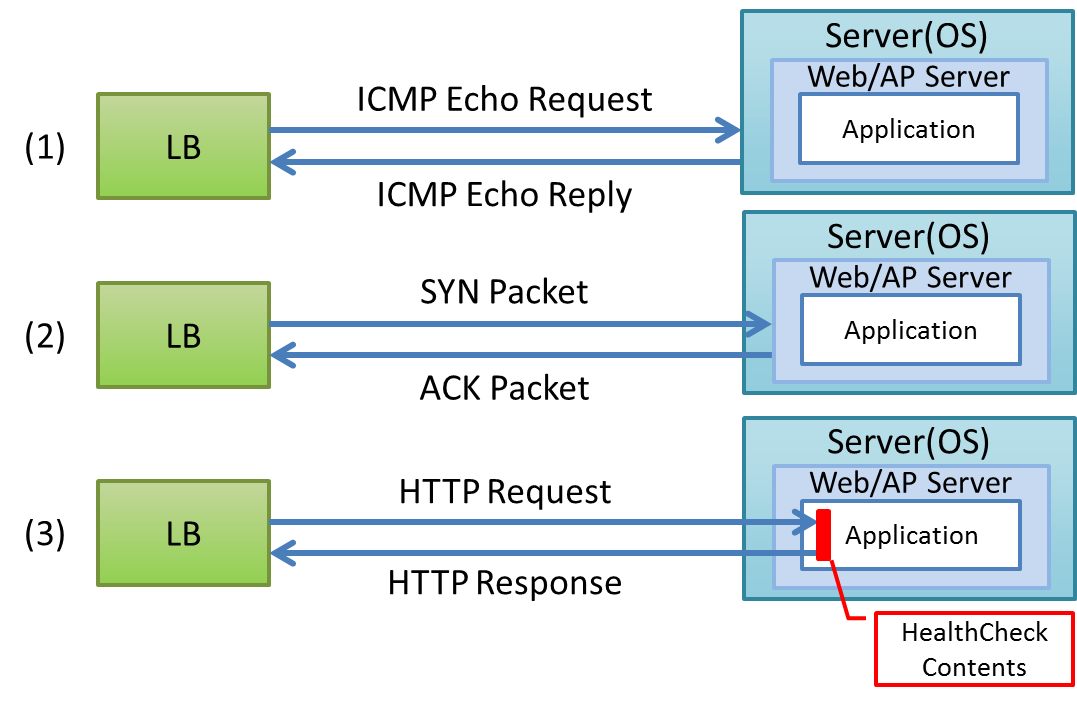 Server(OS)
Web/AP Server
ICMP Echo Request
Application
(1)
LB
ICMP Echo Reply
Server(OS)
Web/AP Server
SYN Packet
Application
(2)
LB
ACK Packet
Server(OS)
Web/AP Server
HTTP Request
Application
(3)
LB
HTTP Response
HealthCheck
Contents